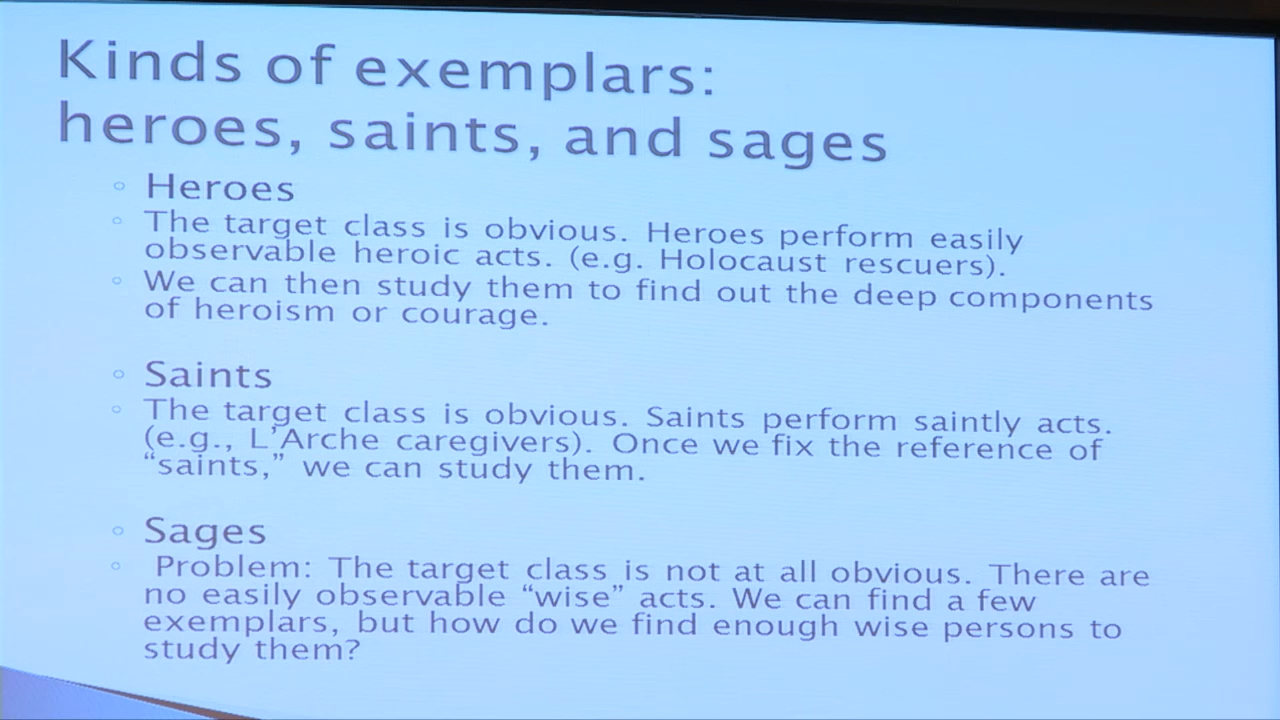 Kinds of exemplars:
heroes, saints, and sages
◦ Heroes
◦ The target class is obvious. Heroes perform easily
observable heroic acts. (e.g. Holocaust rescuers).
◦ We can then study them to find out the deep components
of heroism or courage.
◦ Saints
◦ The target class is obvious. Saints perform saintly acts.
(e.g., L’Arche caregivers). Once we fix the reference of
“saints,” we can study them.
◦ Sages
◦ Problem: The target class is not at all obvious. There are
no easily observable “wise” acts. We can find a few
exemplars, but how do we find enough wise persons to
study them?